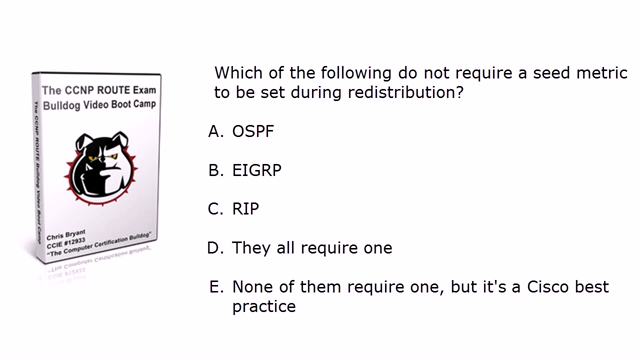 The CCNP ROUTE Exam
Bulldog Video Boot Camp
The CCNP ROUTE Bulldog Video Boot Camp
Chris Bryant
CCIE #12933
"The Computer Certification Bulldog"
Which of the following do not require a seed metric
to be set during redistribution?
A. OSPF
B. EIGRP
C. RIP
D. They all require one
E. None of them require one, but it's a Cisco best
practice